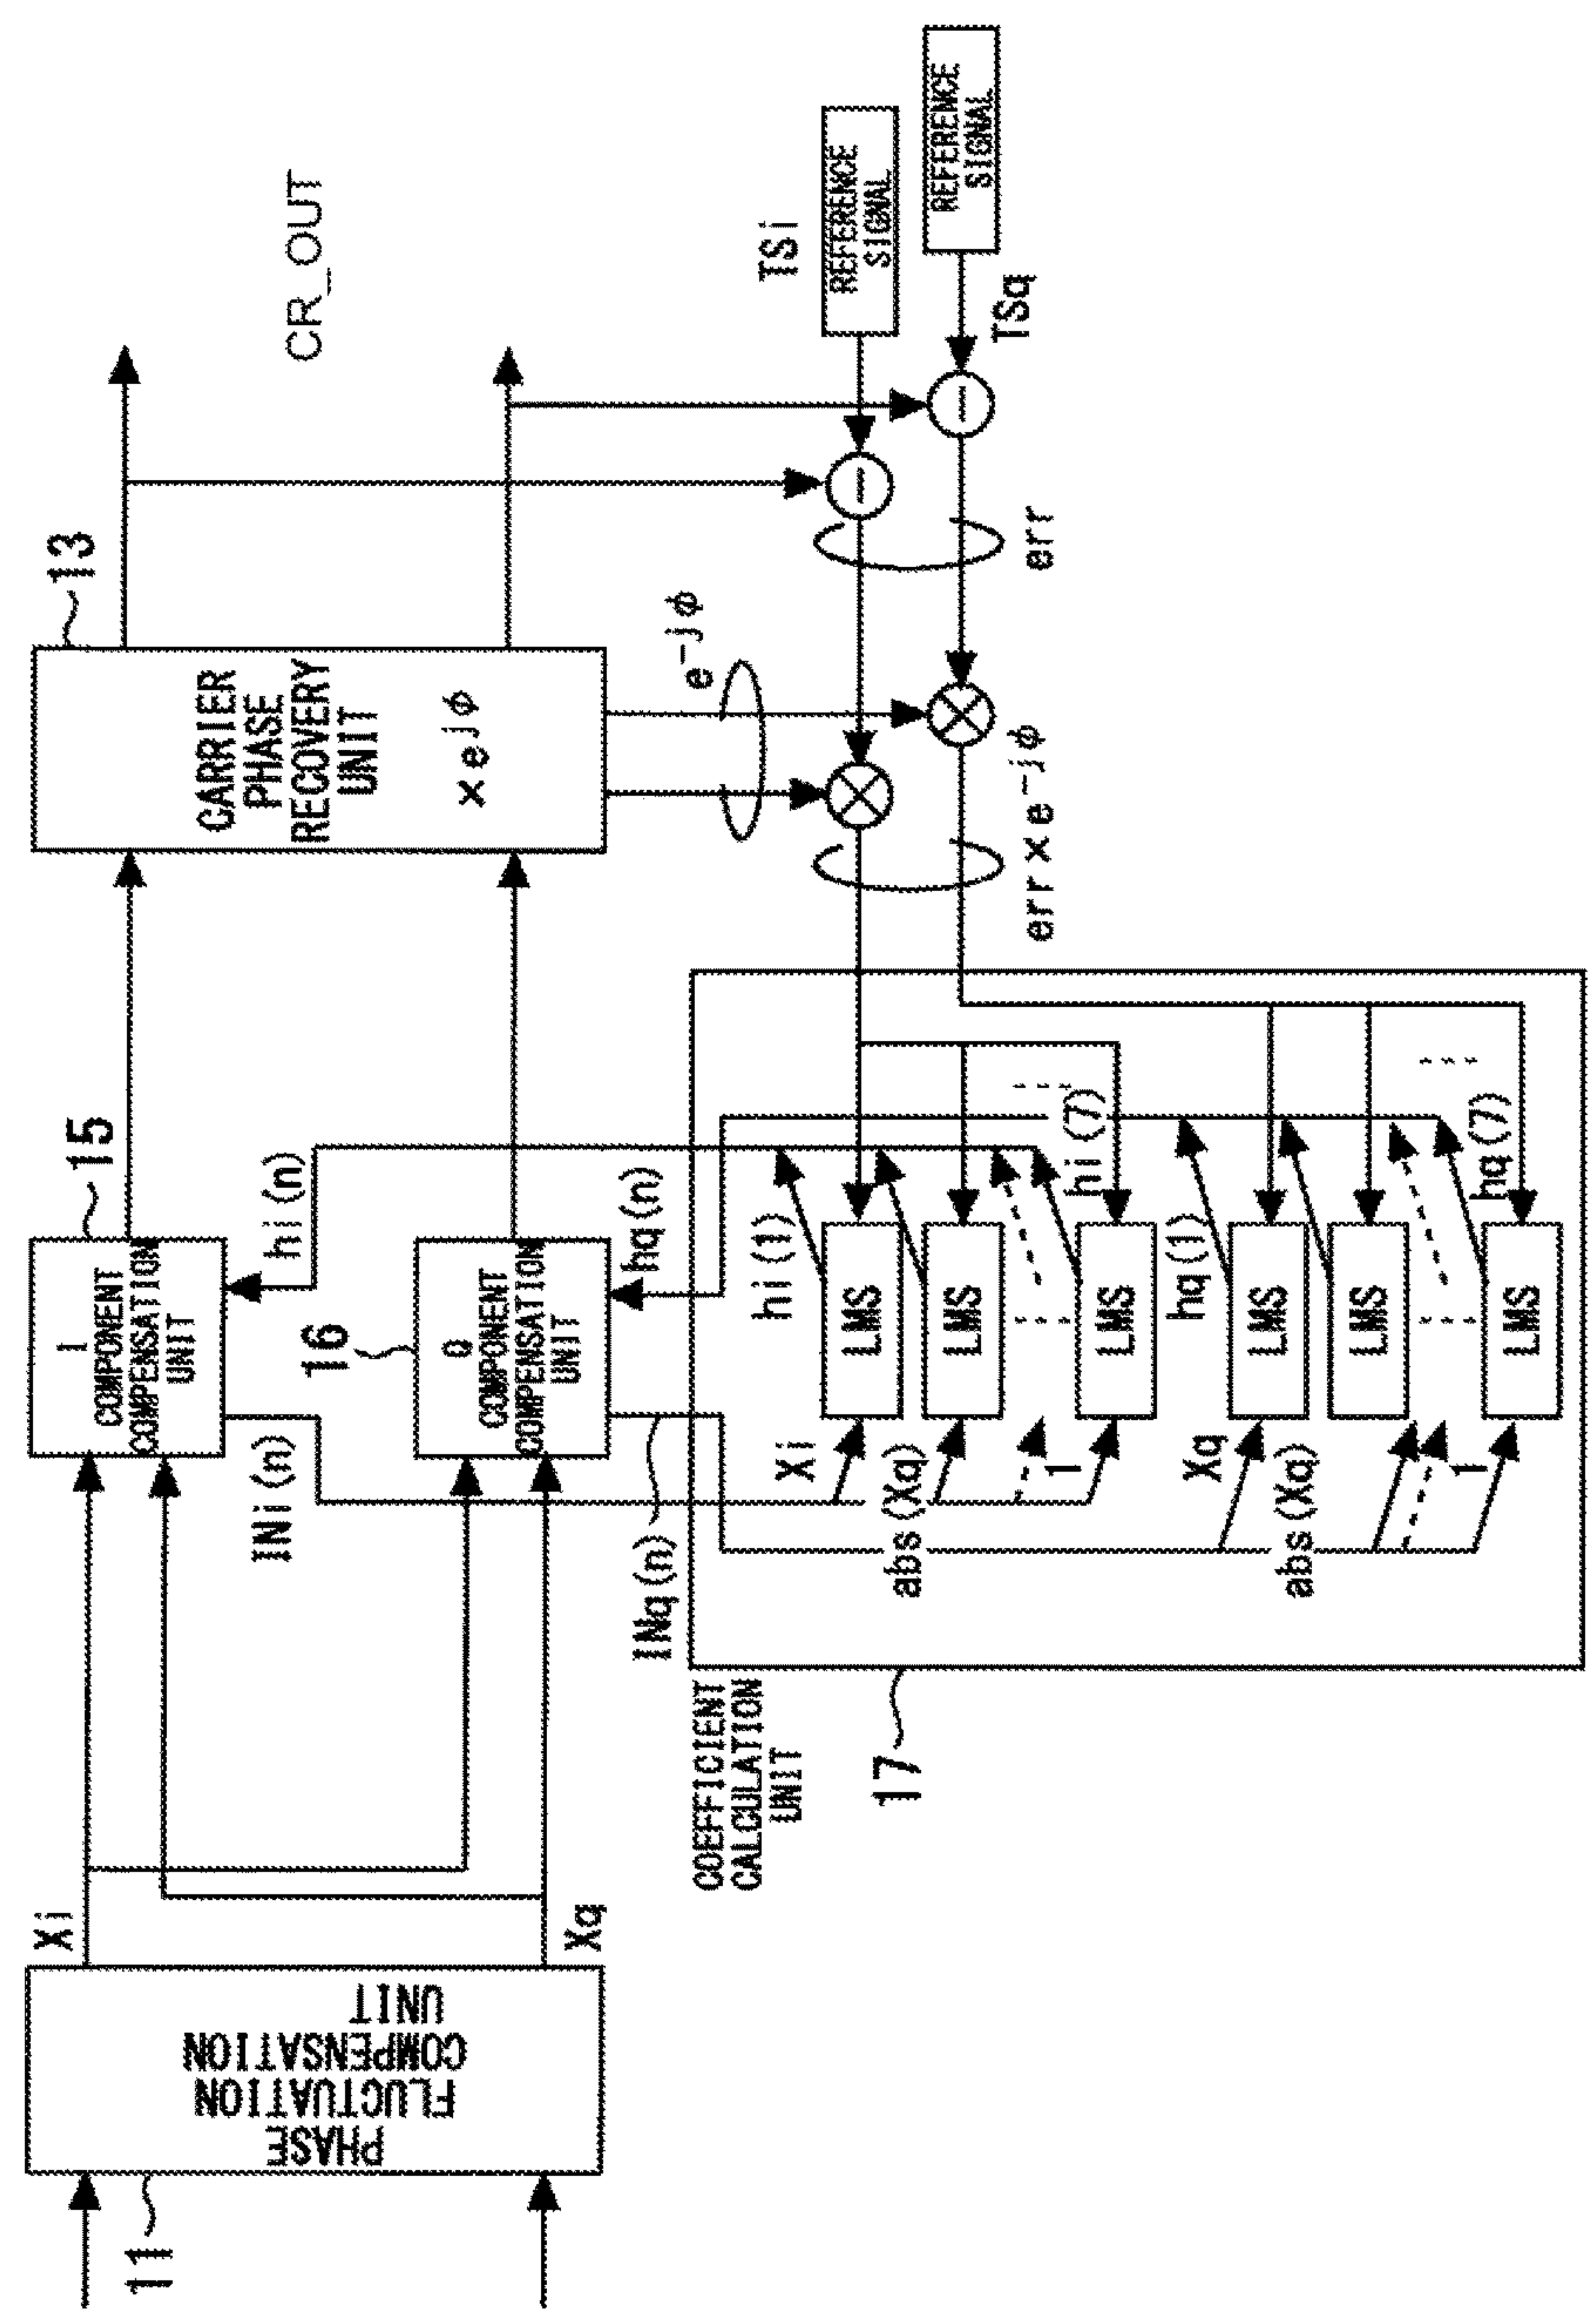 11
PHASE
FLUCTUATION
COMPENSATION
UNIT
Xi
Xq
15
I
COMPONENT
COMPENSATION
UNIT
INi(n)
hi(n)
16
Q
COMPONENT
COMPENSATION
UNIT
INq(n)
hq(n)
13
CARRIER
PHASE
RECOVERY
UNIT
×e^jφ
e^-jφ
CR_OUT
TSi
REFERENCE
SIGNAL
REFERENCE
SIGNAL
TSq
err
err×e^-jφ
COEFFICIENT
CALCULATION
UNIT
17
Xi
LMS
hi(1)
abs(Xq)
LMS
1
LMS
hi(7)
Xq
LMS
hq(1)
abs(Xq)
LMS
1
LMS
hq(7)